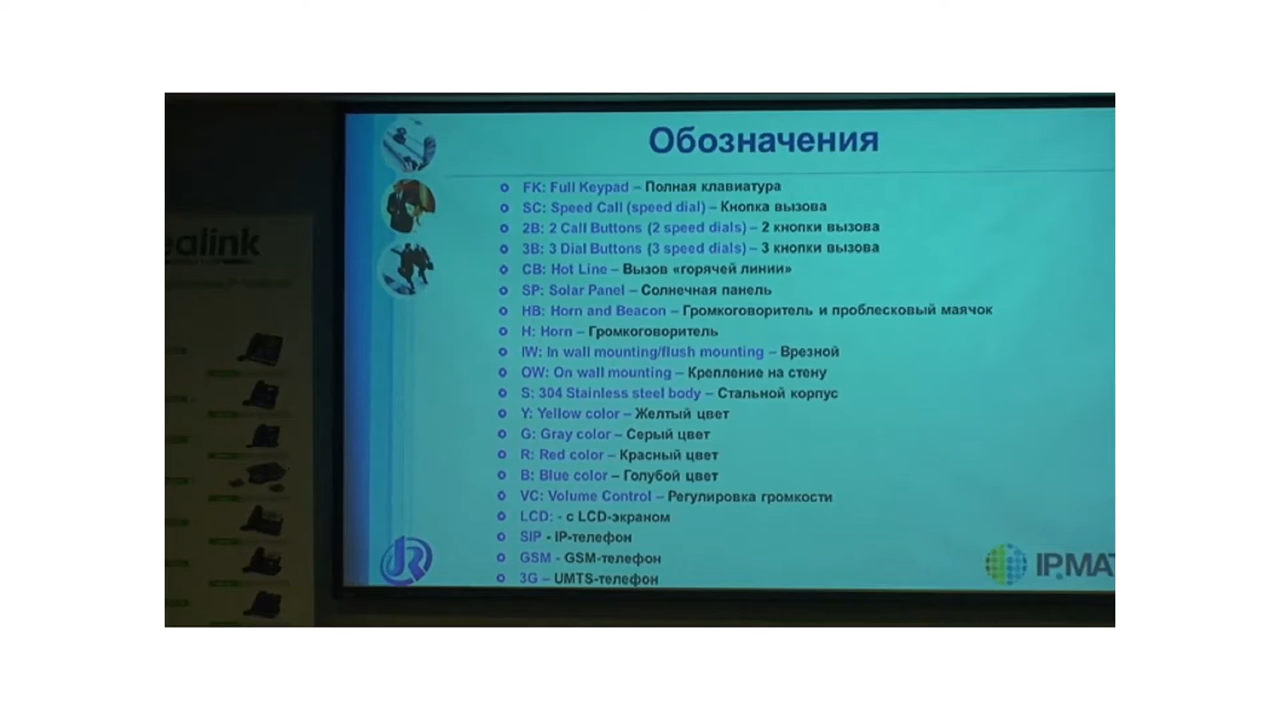 Обозначения
FK: Full Keypad – Полная клавиатура
SC: Speed Call (speed dial) – Кнопка вызова
2B: 2 Call Buttons (2 speed dials) – 2 кнопки вызова
3B: 3 Dial Buttons (3 speed dials) – 3 кнопки вызова
CB: Hot Line – Вызов «горячей линии»
SP: Solar Panel – Солнечная панель
HB: Horn and Beacon – Громкоговоритель и проблесковый маячок
H: Horn – Громкоговоритель
IW: In wall mounting/flush mounting – Врезной
OW: On wall mounting – Крепление на стену
S: 304 Stainless steel body – Стальной корпус
Y: Yellow color – Желтый цвет
G: Gray color – Серый цвет
R: Red color – Красный цвет
B: Blue color – Голубой цвет
VC: Volume Control – Регулировка громкости
LCD: - с LCD-экраном
SIP - IP-телефон
GSM - GSM-телефон
3G – UMTS-телефон
JR
IPMAT
ealink